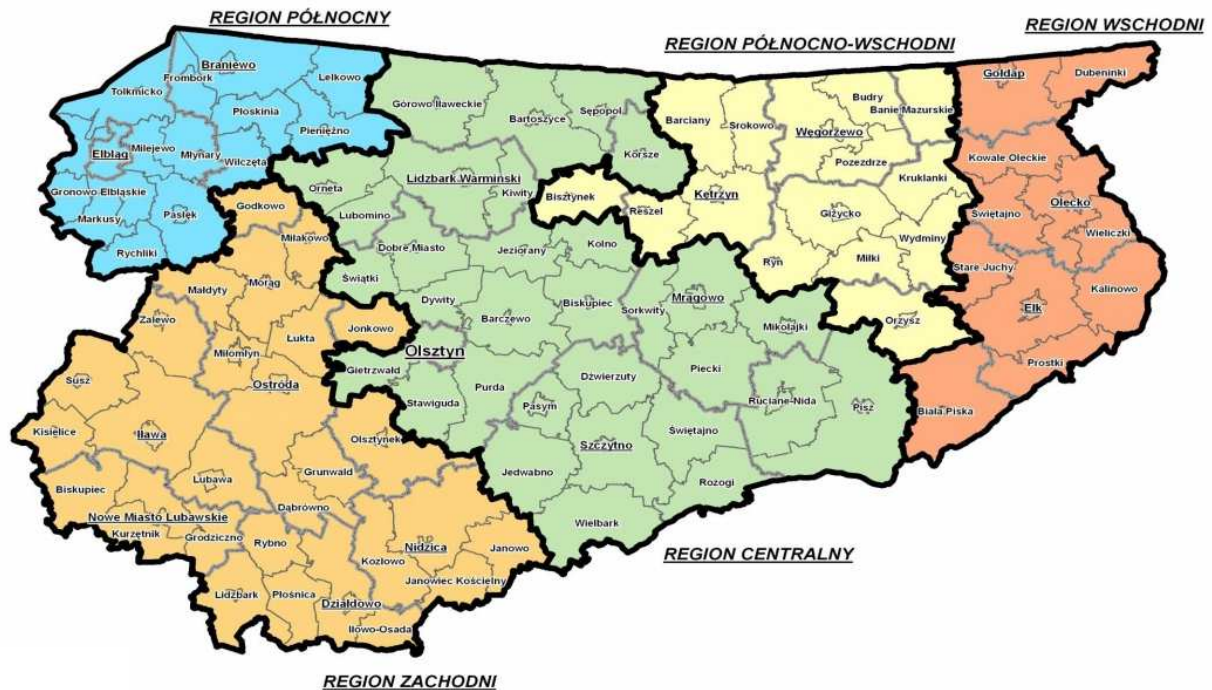 REGION PÓŁNOCNY
REGION WSCHODNI
REGION PÓŁNOCNO-WSCHODNI
Braniewo
Frombork
Lelkowo
Tolkmicko
Płoskinia
Pieniężno
Elbląg
Milejewo
Młynary
Wilczęta
Gronowo Elbląskie
Markusy
Pasłęk
Rychliki
Górowo Iławeckie
Bartoszyce
Sępopol
Korsze
Orneta
Lidzbark Warmiński
Kiwity
Lubomino
Dobre Miasto
Jeziorany
Kolno
Świątki
Dywity
Barczewo
Biskupiec
Sorkwity
Mrągowo
Mikołajki
Olsztyn
Gietrzwałd
Stawiguda
Purda
Pasym
Dźwierzuty
Piecki
Ruciane-Nida
Pisz
Szczytno
Świętajno
Jedwabno
Rozogi
Wielbark
Barciany
Srokowo
Węgorzewo
Budry
Banie Mazurskie
Pozezdrze
Kruklanki
Bisztynek
Reszel
Kętrzyn
Giżycko
Wydminy
Ryn
Miłki
Orzysz
Gołdap
Dubeninki
Kowale Oleckie
Olecko
Świętajno
Wieliczki
Stare Juchy
Kalinowo
Ełk
Prostki
Biała Piska
Godkowo
Miłakowo
Małdyty
Morąg
Zalewo
Łukta
Jonkowo
Miłomłyn
Ostróda
Susz
Kisielice
Iława
Olsztynek
Grunwald
Lubawa
Biskupiec
Dąbrówno
Nowe Miasto Lubawskie
Kurzętnik
Grodziczno
Rybno
Nidzica
Janowo
Kozłowo
Janowiec Kościelny
Lidzbark
Płośnica
Działdowo
Iłowo-Osada
REGION CENTRALNY
REGION ZACHODNI